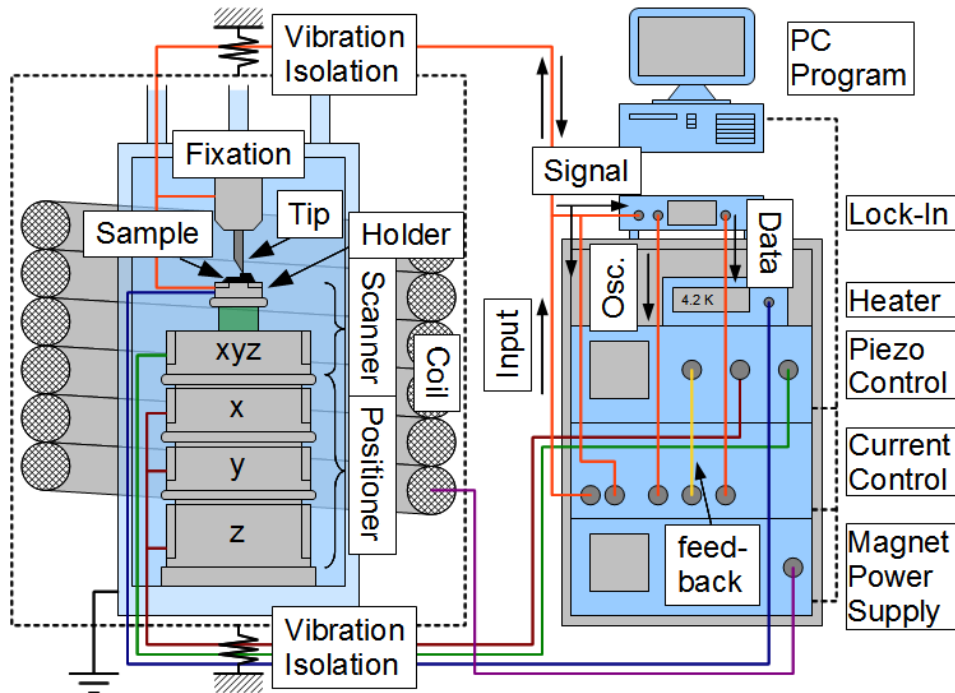 Vibration
Isolation
PC
Program
Fixation
Signal
Tip
Sample
Holder
Lock-In
Data
Osc.
4.2 K
Heater
Scanner
Input
xyz
Coil
Piezo
Control
x
Positioner
y
Current
Control
z
feed-
back
Magnet
Power
Supply
Vibration
Isolation